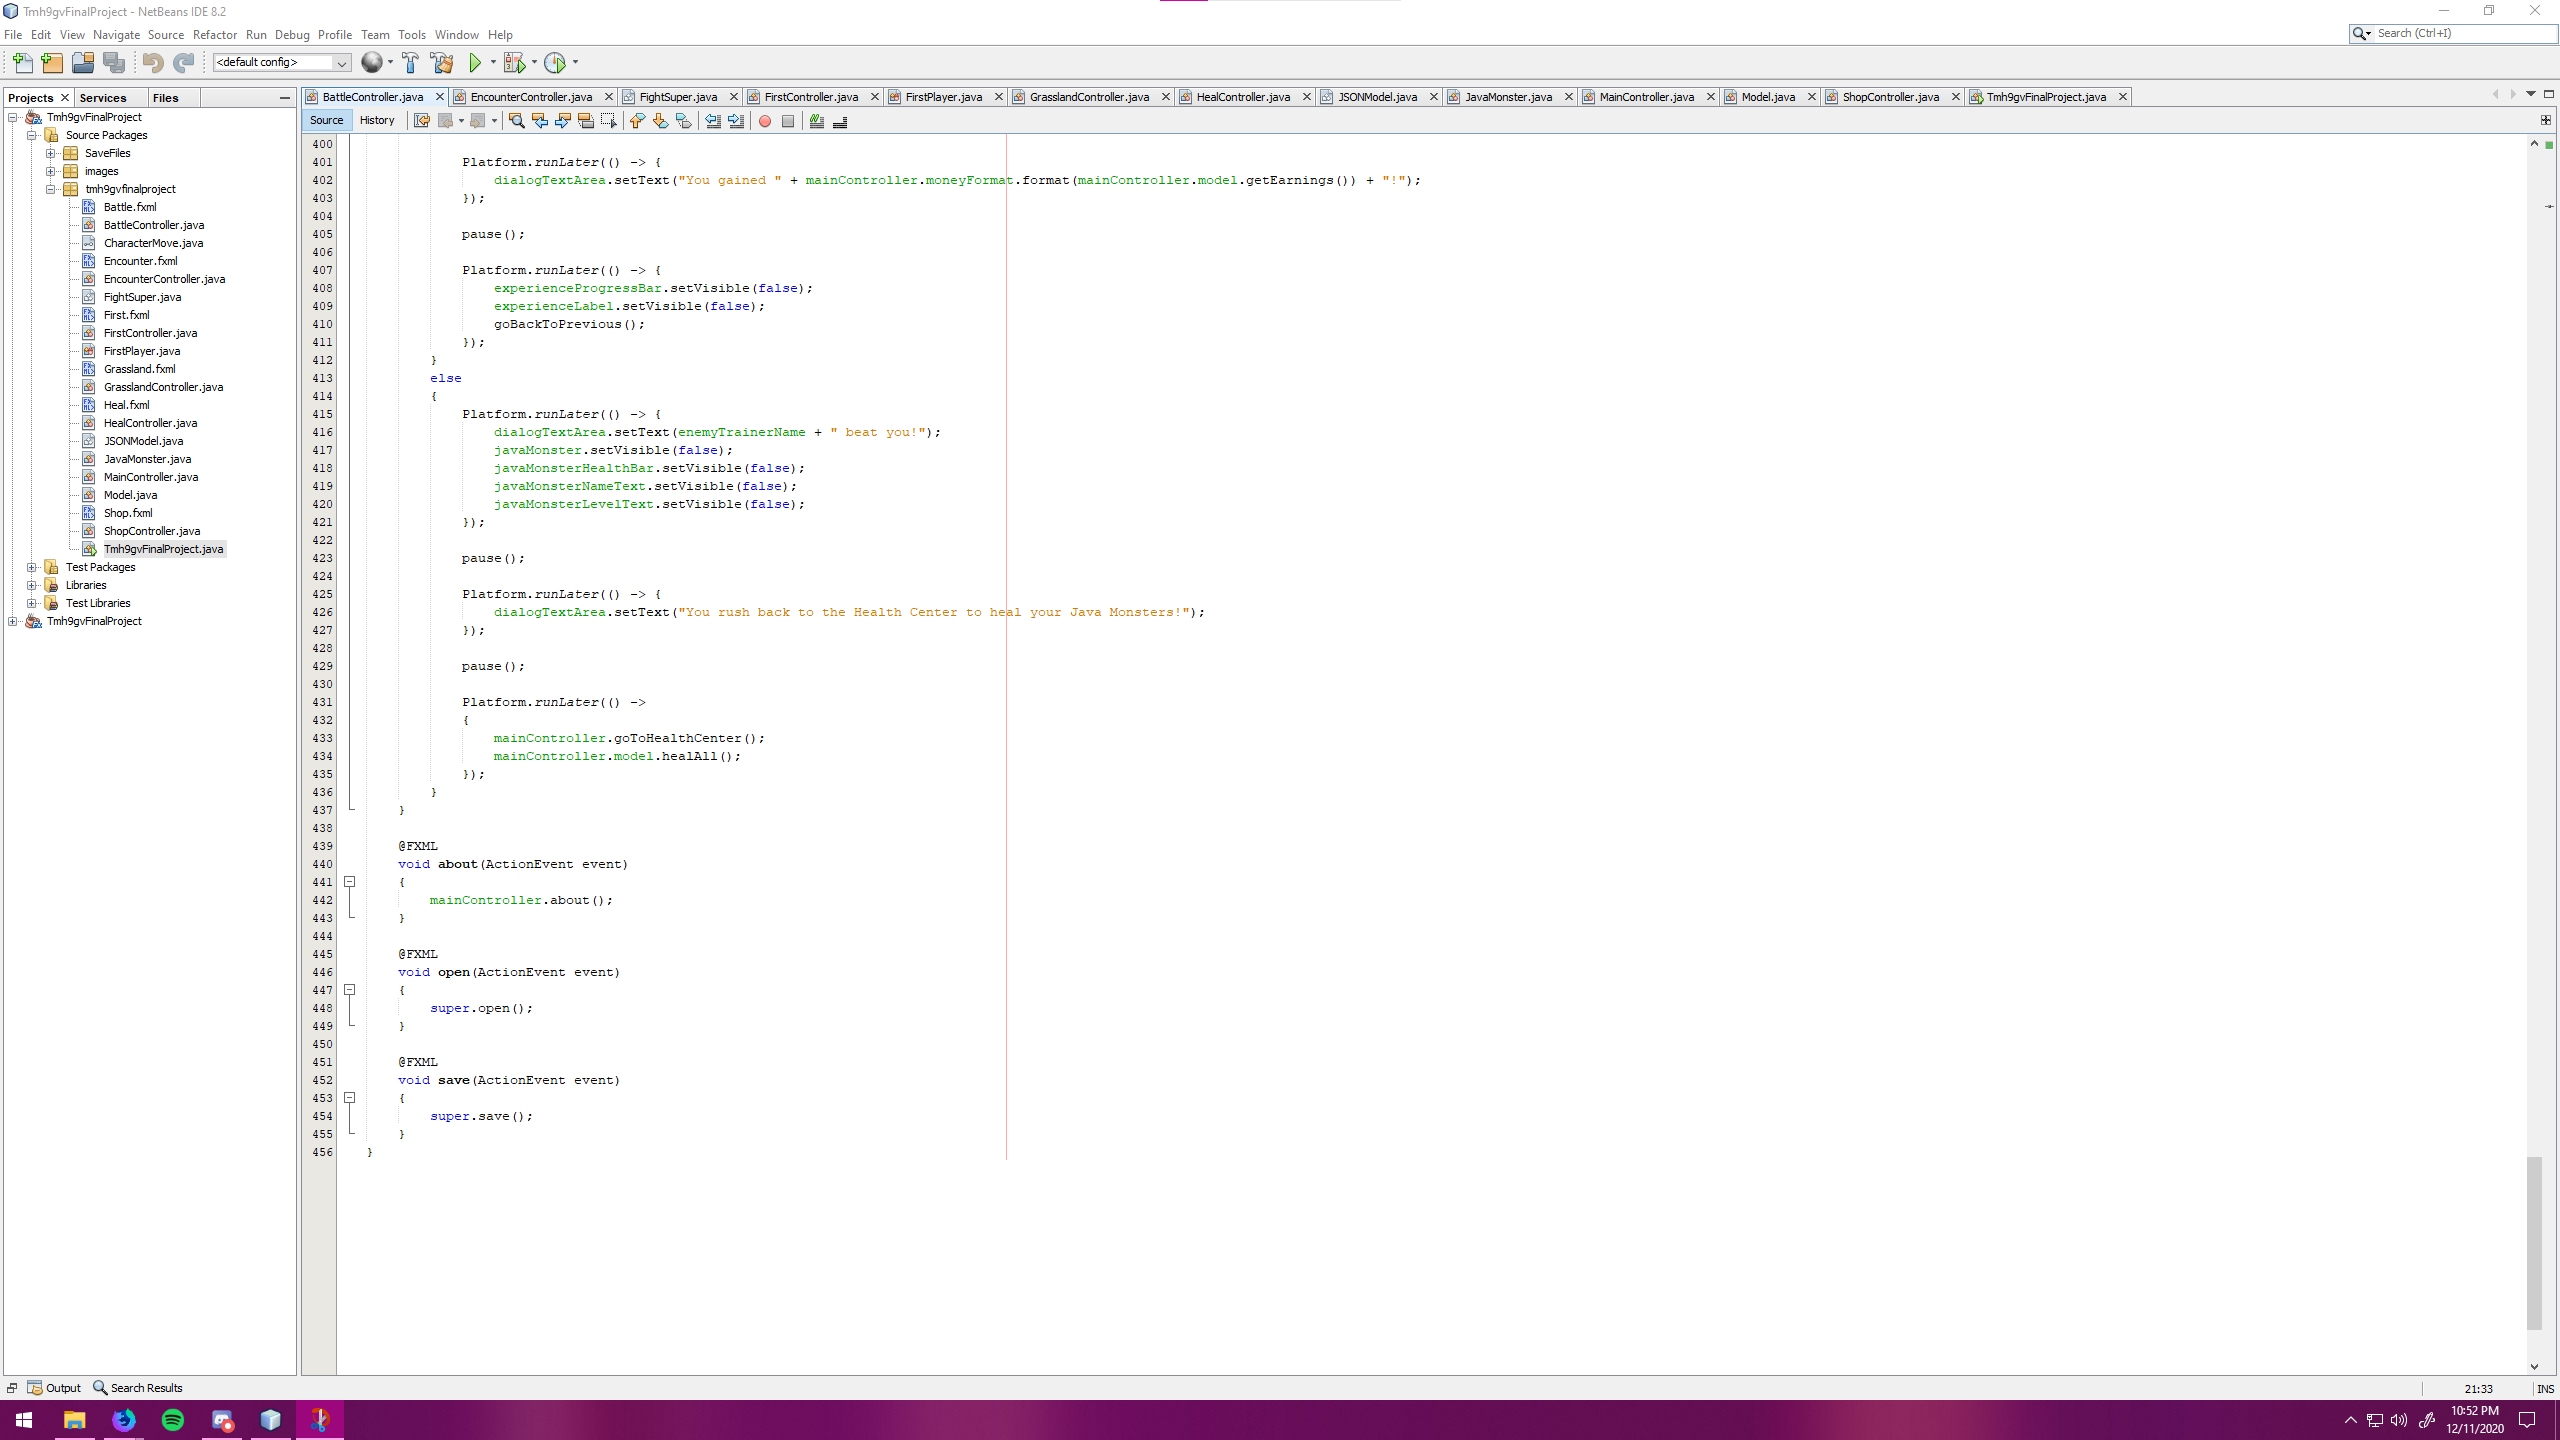 Tmh9gvFinalProject - NetBeans IDE 8.2
File Edit View Navigate Source Refactor Run Debug Profile Team Tools Window Help
Search (Ctrl+I)
<default config>
Projects Services Files
BattleController.java EncounterController.java FightSuper.java FirstController.java FirstPlayer.java GrasslandController.java HealController.java JSONModel.java JavaMonster.java MainController.java Model.java ShopController.java Tmh9gvFinalProject.java
Source History
Tmh9gvFinalProject
Source Packages
SaveFiles
images
tmh9gvfinalproject
Battle.fxml
BattleController.java
CharacterMove.java
Encounter.fxml
EncounterController.java
FightSuper.java
First.fxml
FirstController.java
FirstPlayer.java
Grassland.fxml
GrasslandController.java
Heal.fxml
HealController.java
JSONModel.java
JavaMonster.java
MainController.java
Model.java
Shop.fxml
ShopController.java
Tmh9gvFinalProject.java
Test Packages
Libraries
Test Libraries
Tmh9gvFinalProject
400
401 Platform.runLater(() -> {
402 dialogTextArea.setText("You gained " + mainController.moneyFormat.format(mainController.model.getEarnings()) + "!");
403 });
404
405 pause();
406
407 Platform.runLater(() -> {
408 experienceProgressBar.setVisible(false);
409 experienceLabel.setVisible(false);
410 goBackToPrevious();
411 });
412 }
413 else
414 {
415 Platform.runLater(() -> {
416 dialogTextArea.setText(enemyTrainerName + " beat you!");
417 javaMonster.setVisible(false);
418 javaMonsterHealthBar.setVisible(false);
419 javaMonsterNameText.setVisible(false);
420 javaMonsterLevelText.setVisible(false);
421 });
422
423 pause();
424
425 Platform.runLater(() -> {
426 dialogTextArea.setText("You rush back to the Health Center to heal your Java Monsters!");
427 });
428
429 pause();
430
431 Platform.runLater(() ->
432 {
433 mainController.goToHealthCenter();
434 mainController.model.healAll();
435 });
436 }
437 }
438
439 @FXML
440 void about(ActionEvent event)
441 {
442 mainController.about();
443 }
444
445 @FXML
446 void open(ActionEvent event)
447 {
448 super.open();
449 }
450
451 @FXML
452 void save(ActionEvent event)
453 {
454 super.save();
455 }
456 }
Output Search Results
21:33 INS
10:52 PM
12/11/2020